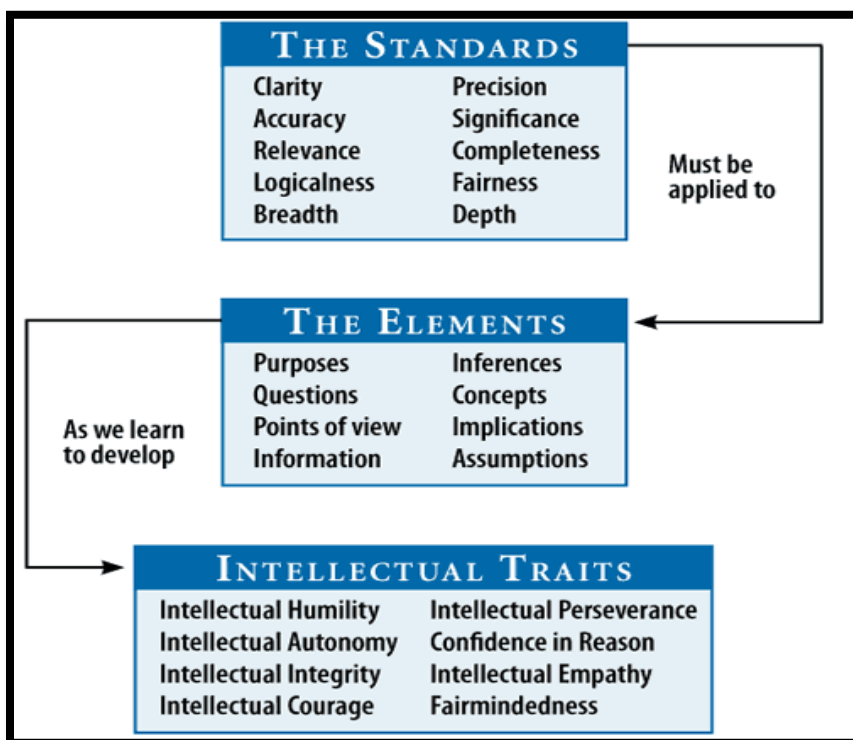 THE STANDARDS
Clarity Precision
Accuracy Significance
Relevance Completeness
Logicalness Fairness
Breadth Depth
Must be
applied to
THE ELEMENTS
Purposes Inferences
Questions Concepts
Points of view Implications
Information Assumptions
As we learn
to develop
INTELLECTUAL TRAITS
Intellectual Humility Intellectual Perseverance
Intellectual Autonomy Confidence in Reason
Intellectual Integrity Intellectual Empathy
Intellectual Courage Fairmindedness